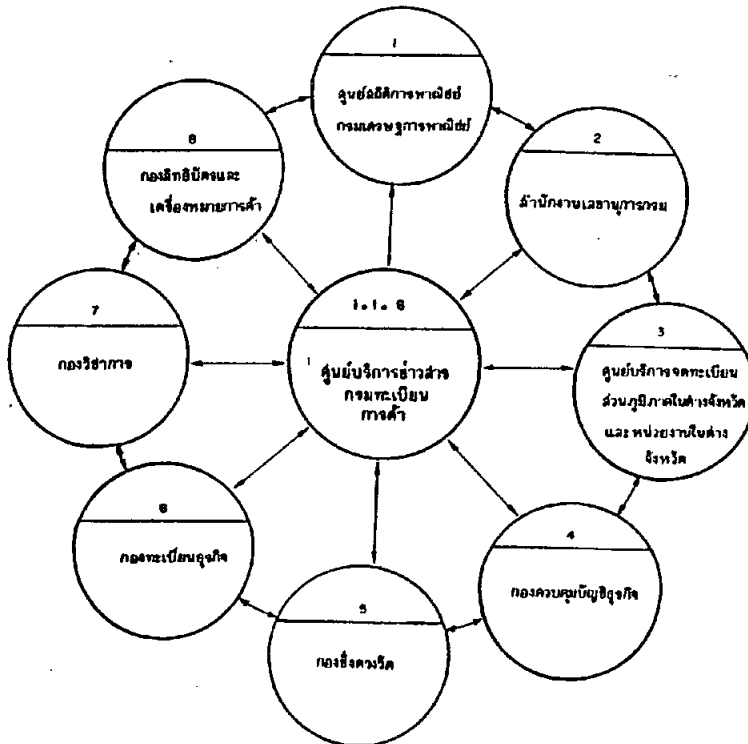 1
ศูนย์สถิติการพาณิชย์
กรมเศรษฐการพาณิชย์
2
สำนักงานเลขานุการกรม
3
ศูนย์บริการจดทะเบียน
ส่วนภูมิภาคในต่างจังหวัด
และหน่วยงานในต่าง
จังหวัด
4
กองควบคุมบัญชีธุรกิจ
5
กองชั่งตวงวัด
6
กองทะเบียนธุรกิจ
7
กองวิชาการ
8
กองสิทธิบัตรและ
เครื่องหมายการค้า
1
ศูนย์บริการข่าวสาร
กรมทะเบียน
การค้า